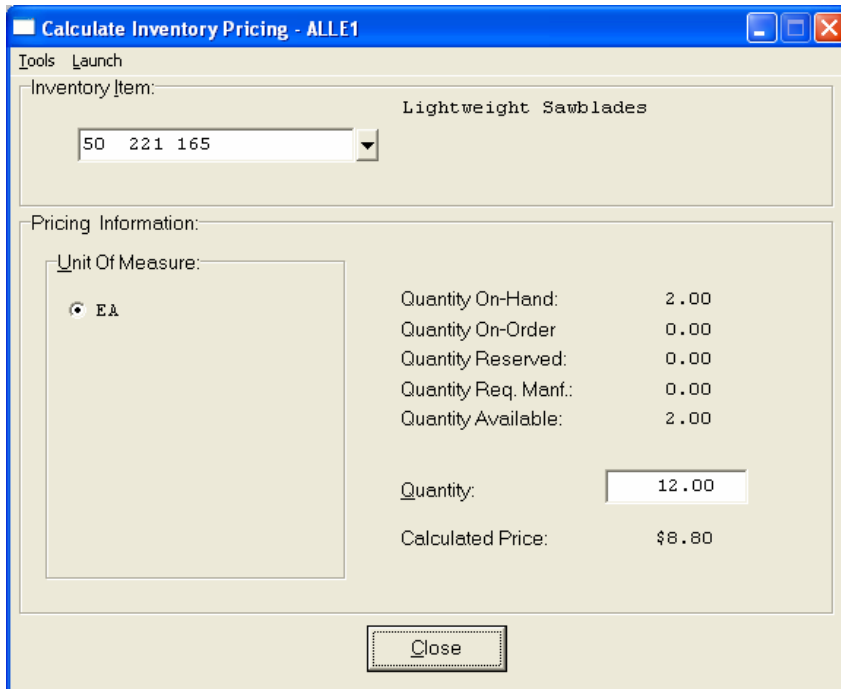 Calculate Inventory Pricing - ALLE1
Tools Launch
Inventory Item:
Lightweight Sawblades
50  221 165
Pricing Information:
Unit Of Measure:
EA
Quantity On-Hand: 2.00
Quantity On-Order 0.00
Quantity Reserved: 0.00
Quantity Req. Manf.: 0.00
Quantity Available: 2.00
Quantity: 12.00
Calculated Price: $8.80
Close